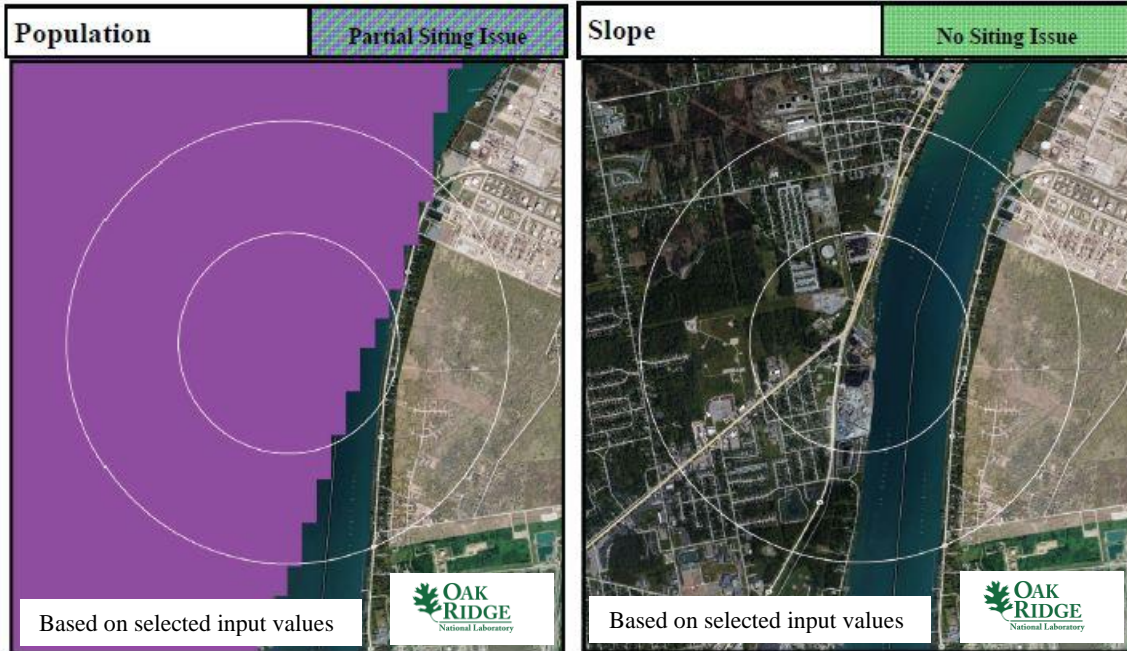 Population
Partial Siting Issue
Slope
No Siting Issue
Based on selected input values
OAK
RIDGE
National Laboratory
Based on selected input values
OAK
RIDGE
National Laboratory